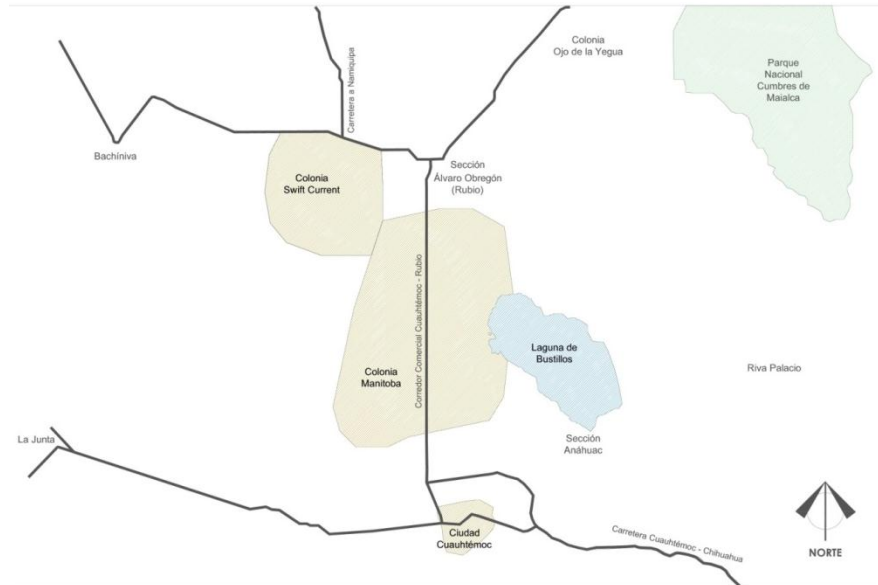 Colonia
Ojo de la Yegua
Parque
Nacional
Cumbres de
Maialca
Carretera a Namiquipa
Bachíniva
Sección
Álvaro Obregón
(Rubio)
Colonia
Swift Current
Corredor Comercial Cuauhtémoc - Rubio
Laguna de
Bustillos
Colonia
Manitoba
Riva Palacio
La Junta
Sección
Anáhuac
Ciudad
Cuauhtémoc
Carretera Cuauhtémoc - Chihuahua
NORTE